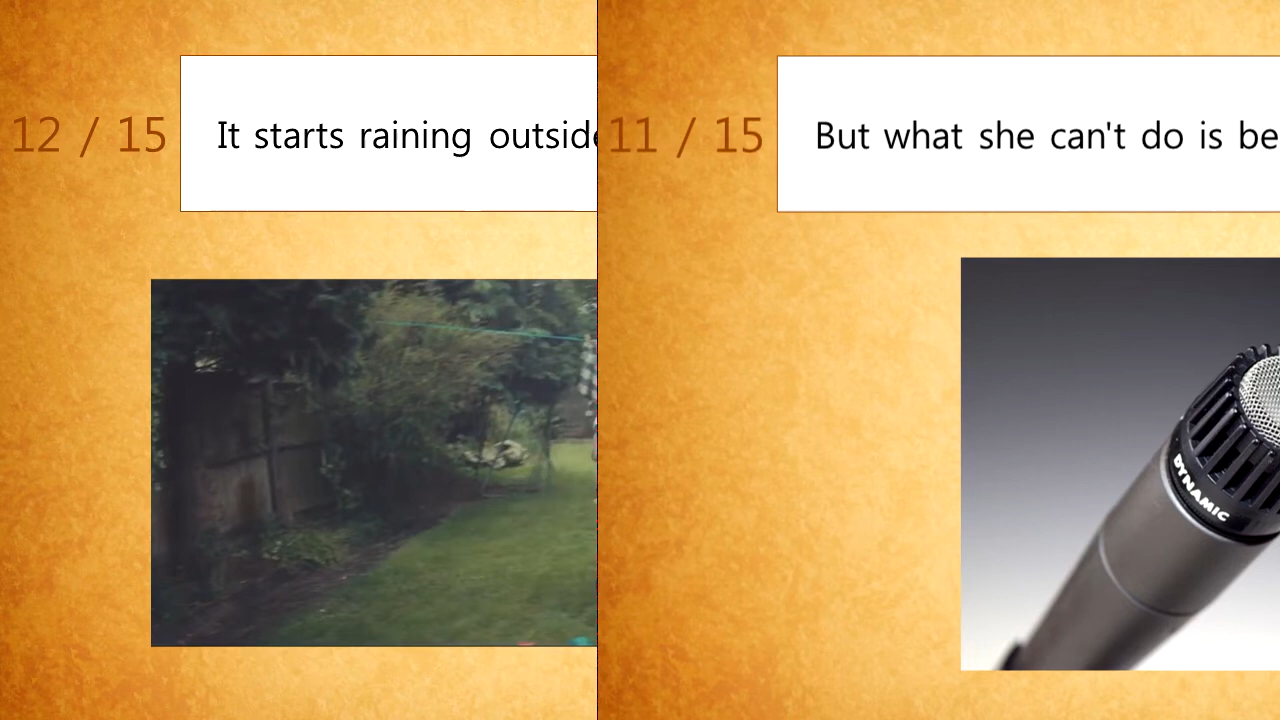 12 / 15
It starts raining outside
11 / 15
But what she can't do is be
DYNAMIC